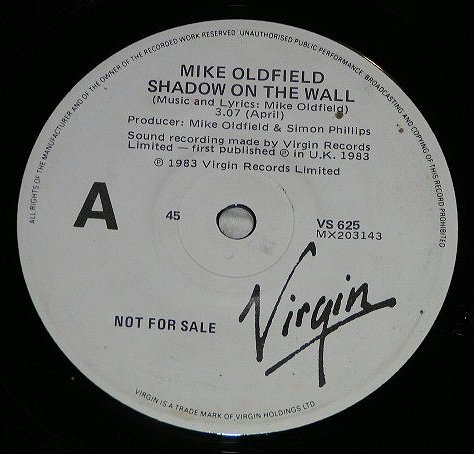 ALL RIGHTS OF THE MANUFACTURER, AND OF THE OWNER OF THE RECORDED WORK RESERVED UNAUTHORISED PUBLIC PERFORMANCE, BROADCASTING AND COPYING OF THIS RECORD PROHIBITED
MIKE OLDFIELD
SHADOW ON THE WALL
(Music and Lyrics: Mike Oldfield)
3.07 (April)
Producer: Mike Oldfield & Simon Phillips
Sound recording made by Virgin Records
Limited — first published ℗ in U.K. 1983
℗ 1983 Virgin Records Limited
A
45
VS 625
MX203143
NOT FOR SALE
Virgin
VIRGIN IS A TRADE MARK OF VIRGIN HOLDINGS LTD